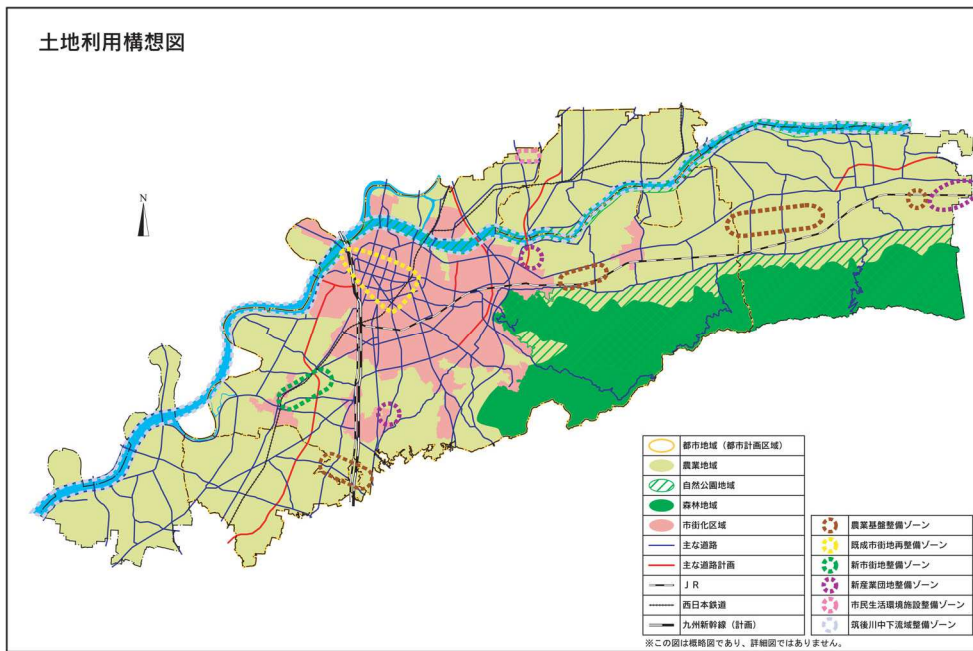 土地利用構想図
N
都市地域（都市計画区域）
農業地域
自然公園地域
森林地域
市街化区域
主な道路
主な道路計画
ＪＲ
西日本鉄道
九州新幹線（計画）
農業基盤整備ゾーン
既成市街地再整備ゾーン
新市街地整備ゾーン
新産業団地整備ゾーン
市民生活環境施設整備ゾーン
筑後川中下流域整備ゾーン
※この図は概略図であり、詳細図ではありません。